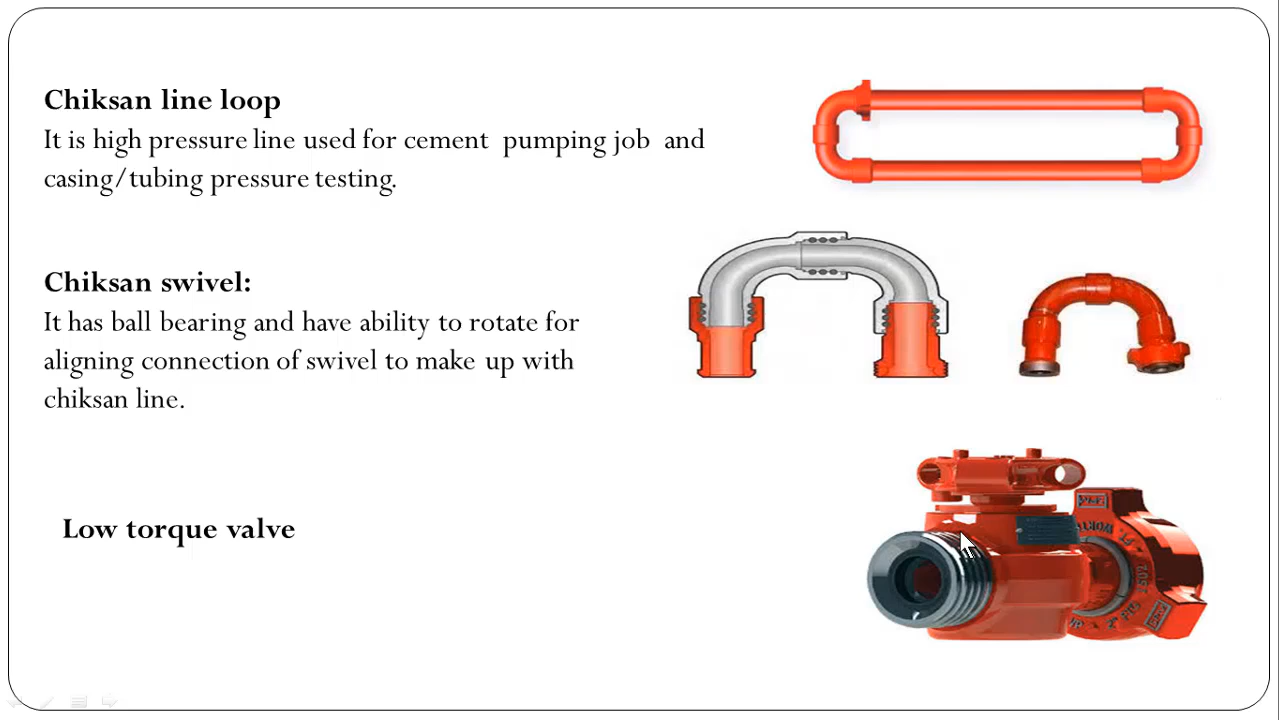 Chiksan line loop
It is high pressure line used for cement pumping job and
casing/tubing pressure testing.
Chiksan swivel:
It has ball bearing and have ability to rotate for
aligning connection of swivel to make up with
chiksan line.
Low torque valve
1502